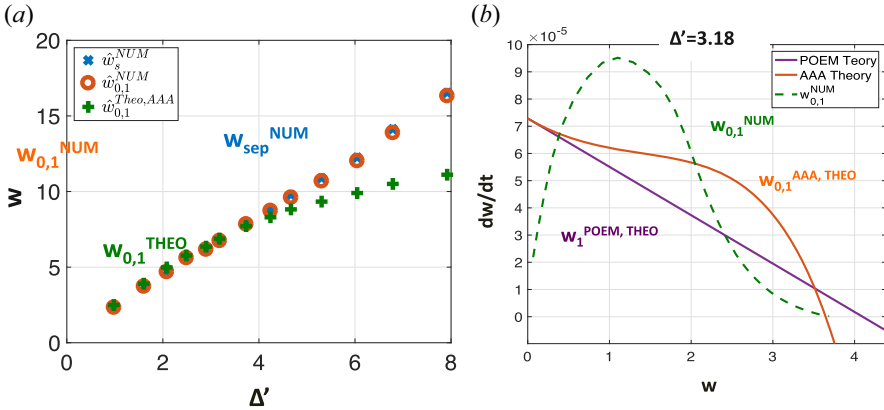 (a)
20
15
10
5
0
0
2
4
6
8
w
Δ'
ŵ_s^NUM
ŵ_0,1^NUM
ŵ_0,1^Theo,AAA
w_0,1^NUM
w_sep^NUM
w_0,1^THEO
(b)
Δ'=3.18
×10^-5
10
9
8
7
6
5
4
3
2
1
0
0
1
2
3
4
dw/dt
w
POEM Teory
AAA Theory
w_0,1^NUM
w_0,1^NUM
w_0,1^AAA, THEO
w_1^POEM, THEO